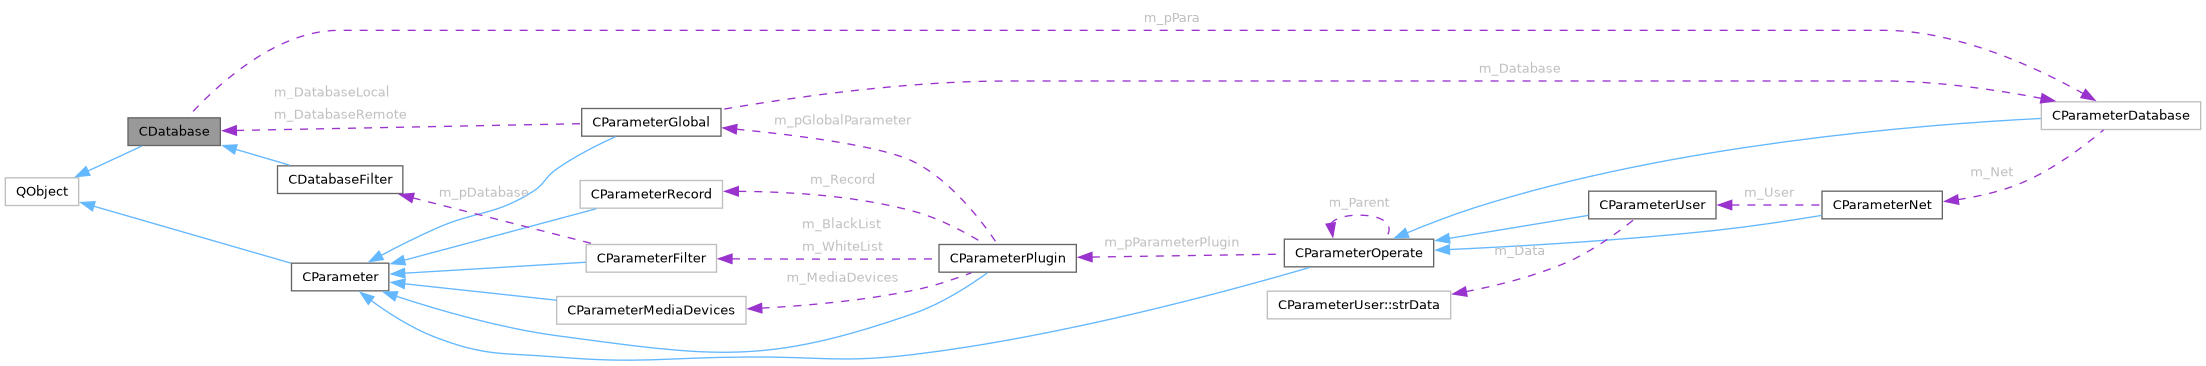 m_pPara
m_Database
m_DatabaseLocal
m_DatabaseRemote
CParameterDatabase
m_pGlobalParameter
CParameterGlobal
CDatabase
m_Net
CDatabaseFilter
m_Record
QObject
m_pDatabase
CParameterRecord
m_User
m_Parent
CParameterUser
CParameterNet
m_BlackList
m_WhiteList
m_pParameterPlugin
m_Data
CParameterOperate
CParameterFilter
CParameterPlugin
CParameter
m_MediaDevices
CParameterMediaDevices
CParameterUser::strData